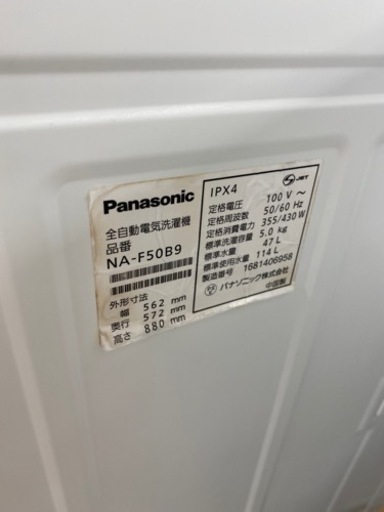 Panasonic
全自動電気洗濯機
品番
NA-F50B9
外形寸法
幅 562 mm
奥行 572 mm
高さ 880 mm
IPX4
JET
定格電圧 100 V ~
定格周波数 50/60 Hz
定格消費電力 355/430 W
標準洗濯容量 5.0 kg
標準水量 47 L
標準使用水量 114 L
製造番号 1681406958
パナソニック株式会社
中国製